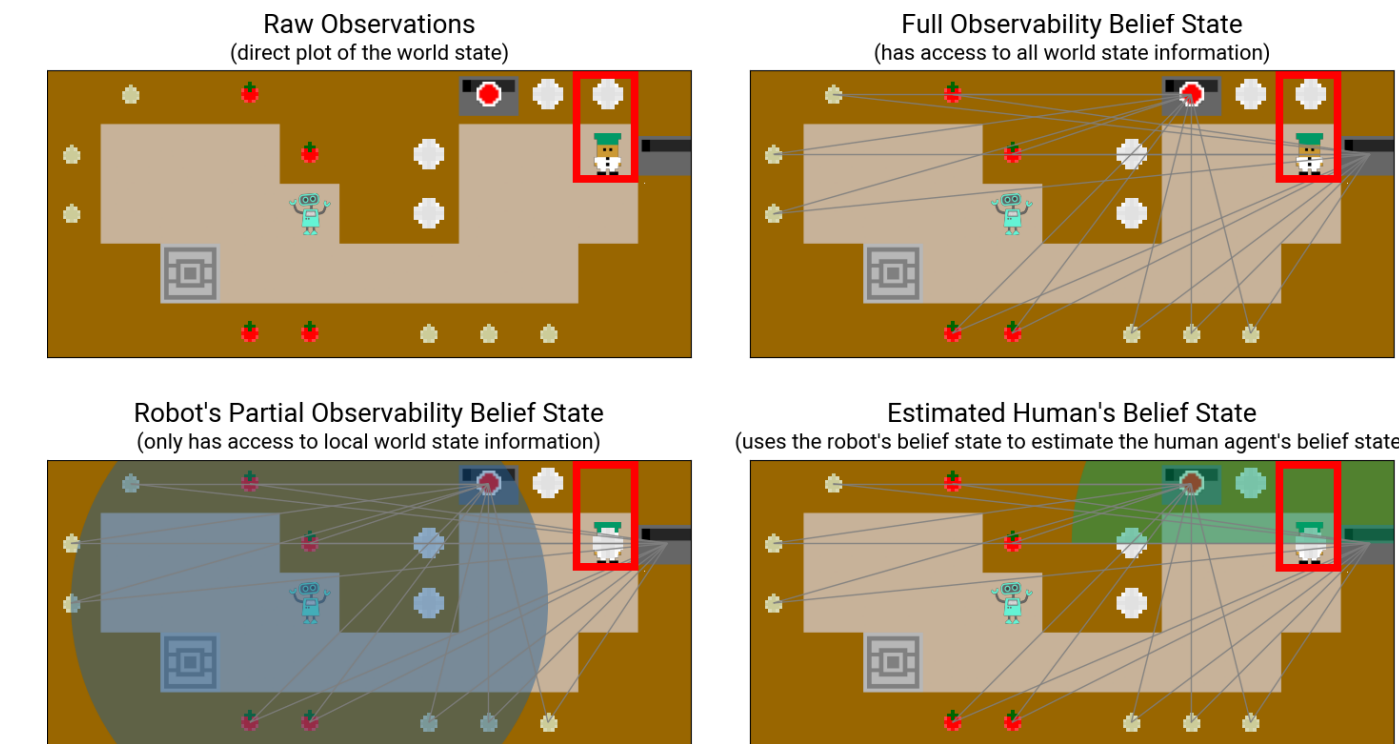 Raw Observations
(direct plot of the world state)
Full Observability Belief State
(has access to all world state information)
Robot's Partial Observability Belief State
(only has access to local world state information)
Estimated Human's Belief State
(uses the robot's belief state to estimate the human agent's belief state